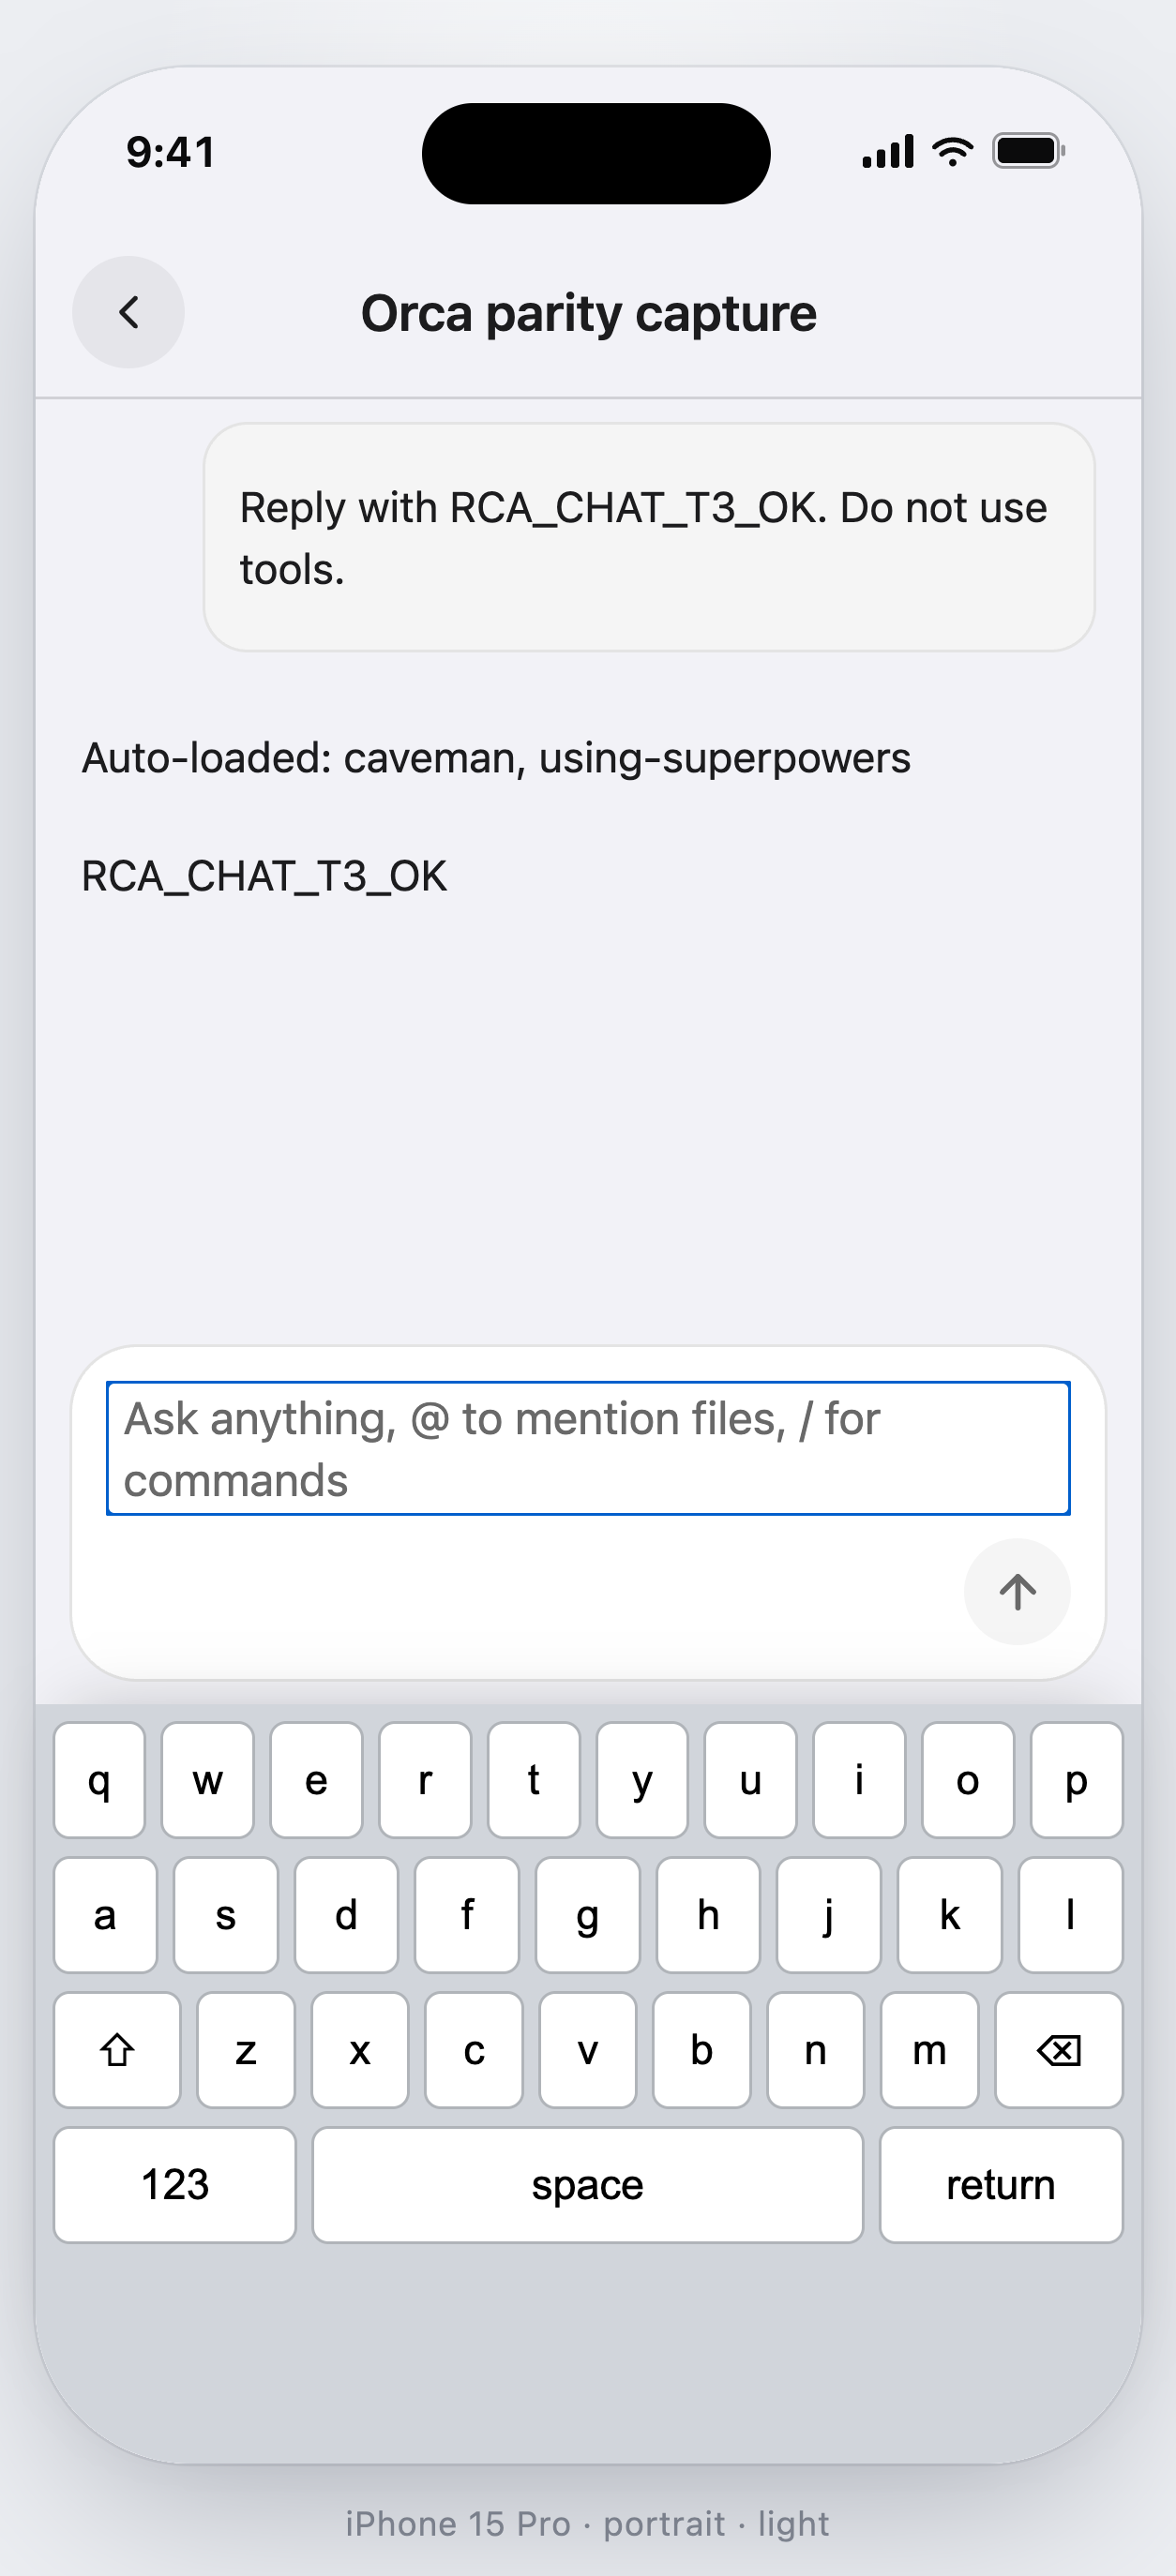 9:41
Orca parity capture
Reply with RCA_CHAT_T3_OK. Do not use
tools.
Auto-loaded: caveman, using-superpowers
RCA_CHAT_T3_OK
Ask anything, @ to mention files, / for
commands
q w e r t y u i o p
a s d f g h j k l
z x c v b n m
123 space return
iPhone 15 Pro · portrait · light